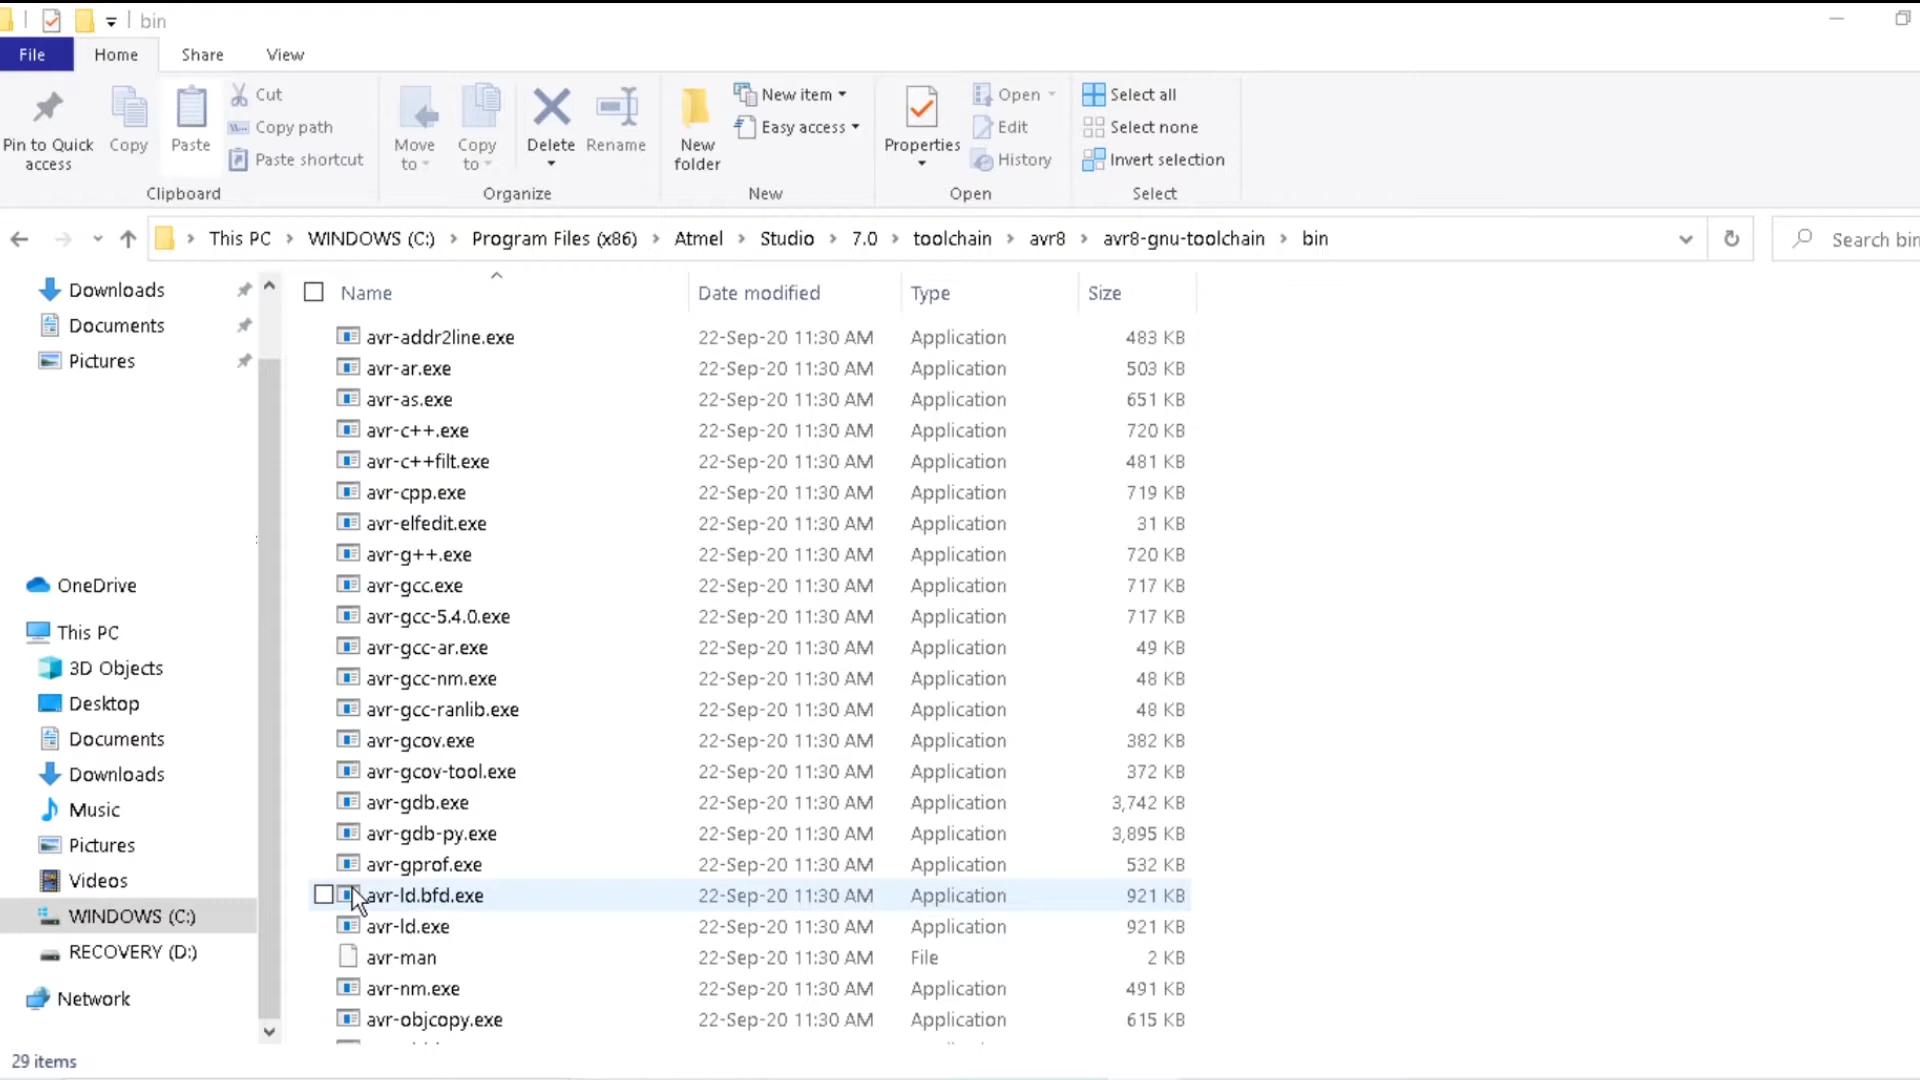 bin
File Home Share View
Pin to Quick access
Copy
Paste
Cut
Copy path
Paste shortcut
Clipboard
Move to
Copy to
Delete
Rename
Organize
New folder
New item
Easy access
New
Properties
Open
Edit
History
Open
Select all
Select none
Invert selection
Select
This PC > WINDOWS (C:) > Program Files (x86) > Atmel > Studio > 7.0 > toolchain > avr8 > avr8-gnu-toolchain > bin
Search bin
Downloads
Documents
Pictures
OneDrive
This PC
3D Objects
Desktop
Documents
Downloads
Music
Pictures
Videos
WINDOWS (C:)
RECOVERY (D:)
Network
Name Date modified Type Size
avr-addr2line.exe 22-Sep-20 11:30 AM Application 483 KB
avr-ar.exe 22-Sep-20 11:30 AM Application 503 KB
avr-as.exe 22-Sep-20 11:30 AM Application 651 KB
avr-c++.exe 22-Sep-20 11:30 AM Application 720 KB
avr-c++filt.exe 22-Sep-20 11:30 AM Application 481 KB
avr-cpp.exe 22-Sep-20 11:30 AM Application 719 KB
avr-elfedit.exe 22-Sep-20 11:30 AM Application 31 KB
avr-g++.exe 22-Sep-20 11:30 AM Application 720 KB
avr-gcc.exe 22-Sep-20 11:30 AM Application 717 KB
avr-gcc-5.4.0.exe 22-Sep-20 11:30 AM Application 717 KB
avr-gcc-ar.exe 22-Sep-20 11:30 AM Application 49 KB
avr-gcc-nm.exe 22-Sep-20 11:30 AM Application 48 KB
avr-gcc-ranlib.exe 22-Sep-20 11:30 AM Application 48 KB
avr-gcov.exe 22-Sep-20 11:30 AM Application 382 KB
avr-gcov-tool.exe 22-Sep-20 11:30 AM Application 372 KB
avr-gdb.exe 22-Sep-20 11:30 AM Application 3,742 KB
avr-gdb-py.exe 22-Sep-20 11:30 AM Application 3,895 KB
avr-gprof.exe 22-Sep-20 11:30 AM Application 532 KB
avr-ld.bfd.exe 22-Sep-20 11:30 AM Application 921 KB
avr-ld.exe 22-Sep-20 11:30 AM Application 921 KB
avr-man 22-Sep-20 11:30 AM File 2 KB
avr-nm.exe 22-Sep-20 11:30 AM Application 491 KB
avr-objcopy.exe 22-Sep-20 11:30 AM Application 615 KB
29 items